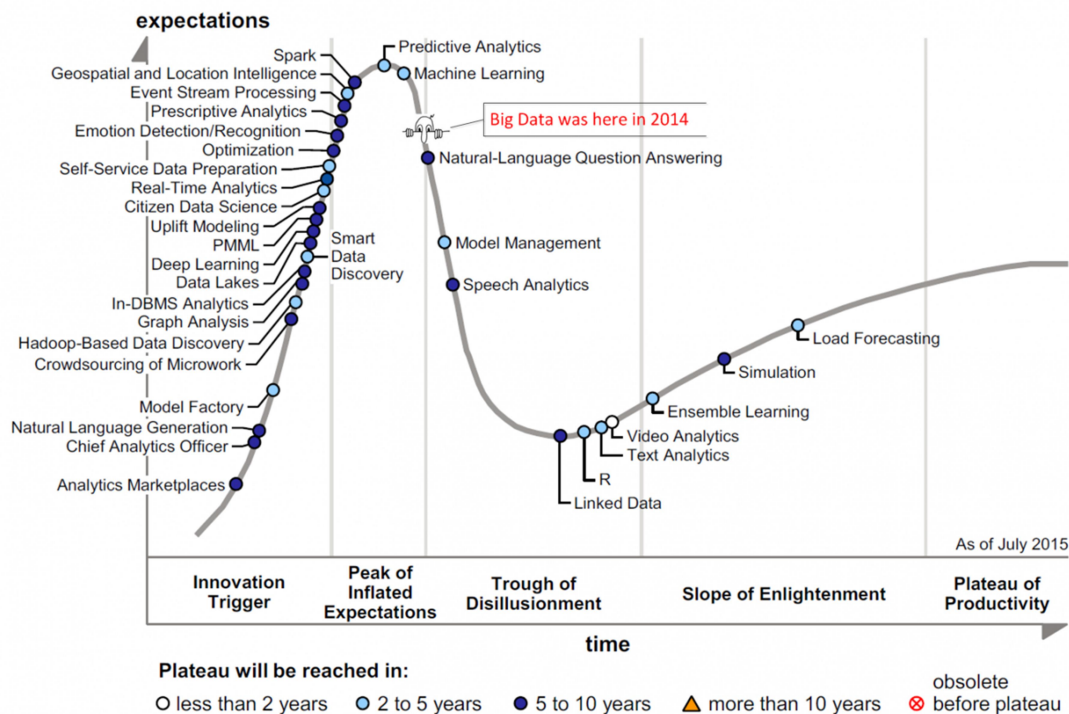 expectations
Spark
Geospatial and Location Intelligence
Event Stream Processing
Prescriptive Analytics
Emotion Detection/Recognition
Optimization
Self-Service Data Preparation
Real-Time Analytics
Citizen Data Science
Uplift Modeling
PMML
Deep Learning
Data Lakes
In-DBMS Analytics
Graph Analysis
Hadoop-Based Data Discovery
Crowdsourcing of Microwork
Model Factory
Natural Language Generation
Chief Analytics Officer
Analytics Marketplaces
Smart
Data
Discovery
Predictive Analytics
Machine Learning
Big Data was here in 2014
Natural-Language Question Answering
Model Management
Speech Analytics
Linked Data
R
Text Analytics
Video Analytics
Ensemble Learning
Simulation
Load Forecasting
As of July 2015
Innovation
Trigger
Peak of
Inflated
Expectations
Trough of
Disillusionment
Slope of Enlightenment
Plateau of
Productivity
time
Plateau will be reached in:
less than 2 years
2 to 5 years
5 to 10 years
more than 10 years
obsolete
before plateau